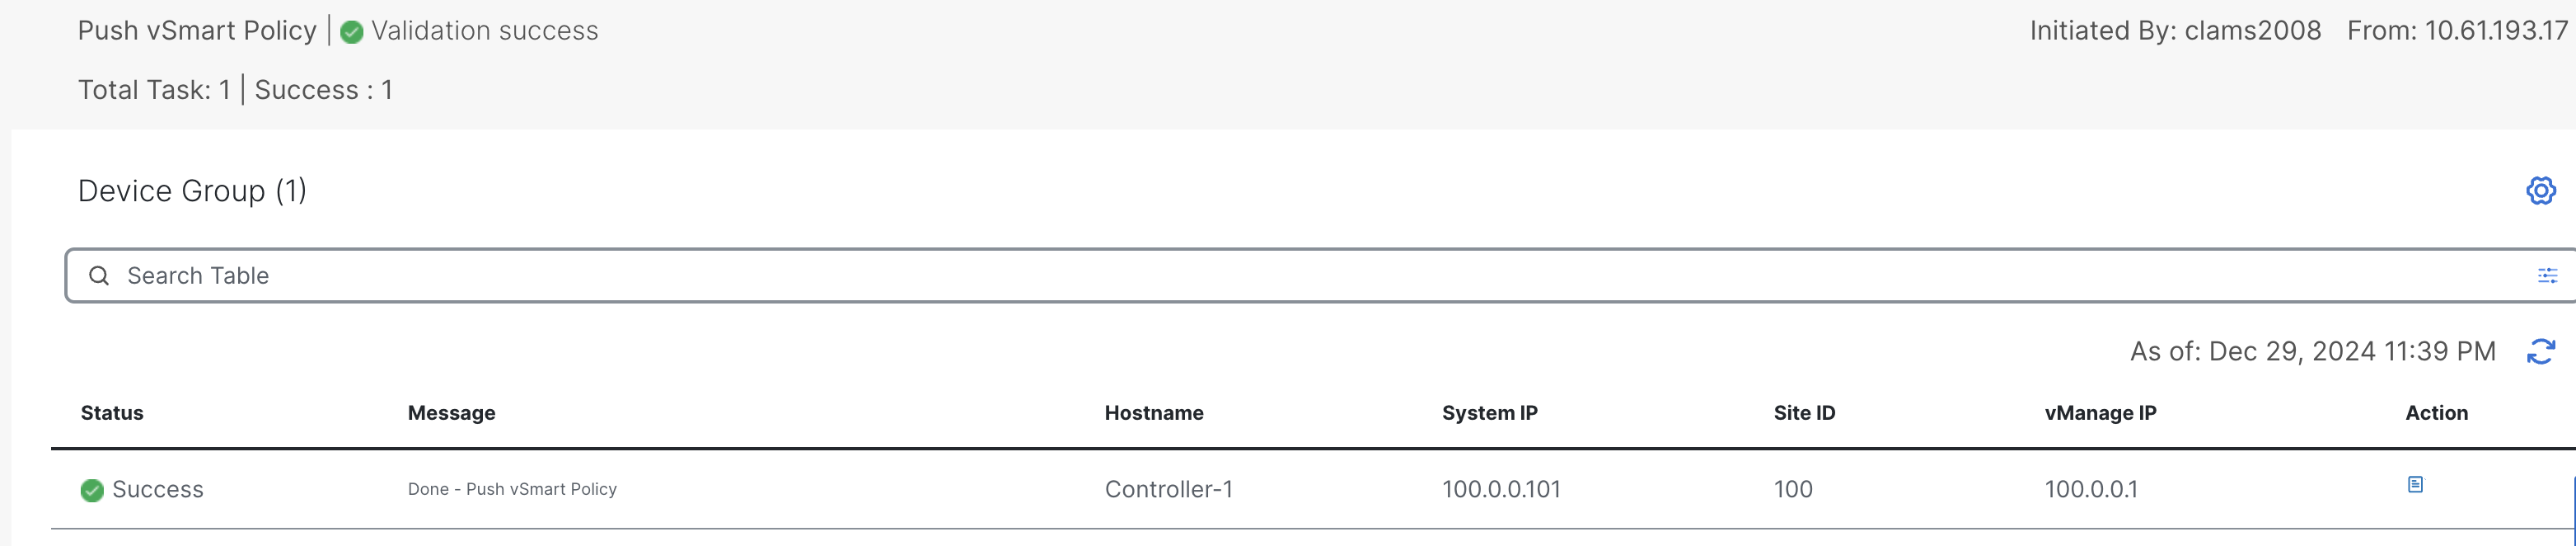 Push vSmart Policy | Validation success Initiated By: clams2008 From: 10.61.193.17
Total Task: 1 | Success : 1
Device Group (1)
Search Table
As of: Dec 29, 2024 11:39 PM
Status Message Hostname System IP Site ID vManage IP Action
Success Done - Push vSmart Policy Controller-1 100.0.0.101 100 100.0.0.1